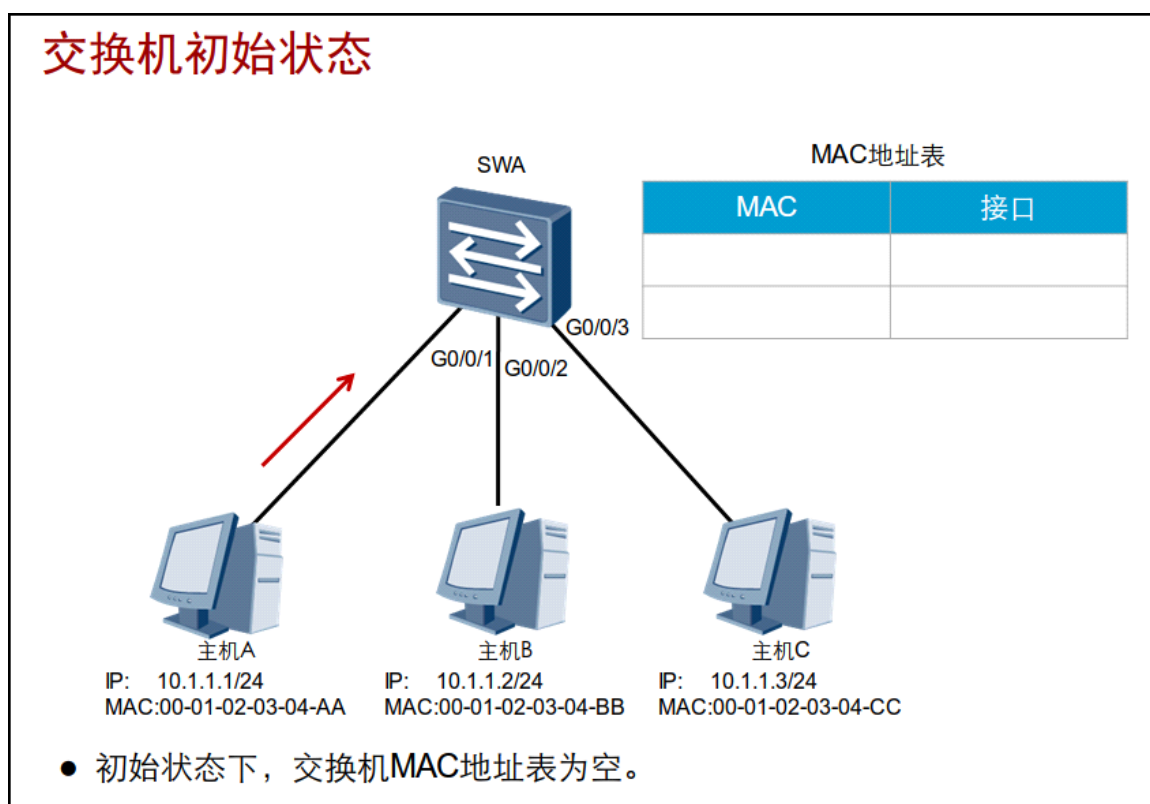 交换机初始状态
SWA
MAC地址表
MAC 接口
G0/0/3
G0/0/1
G0/0/2
主机A 主机B 主机C
IP: 10.1.1.1/24 IP: 10.1.1.2/24 IP: 10.1.1.3/24
MAC:00-01-02-03-04-AA MAC:00-01-02-03-04-BB MAC:00-01-02-03-04-CC
● 初始状态下，交换机MAC地址表为空。